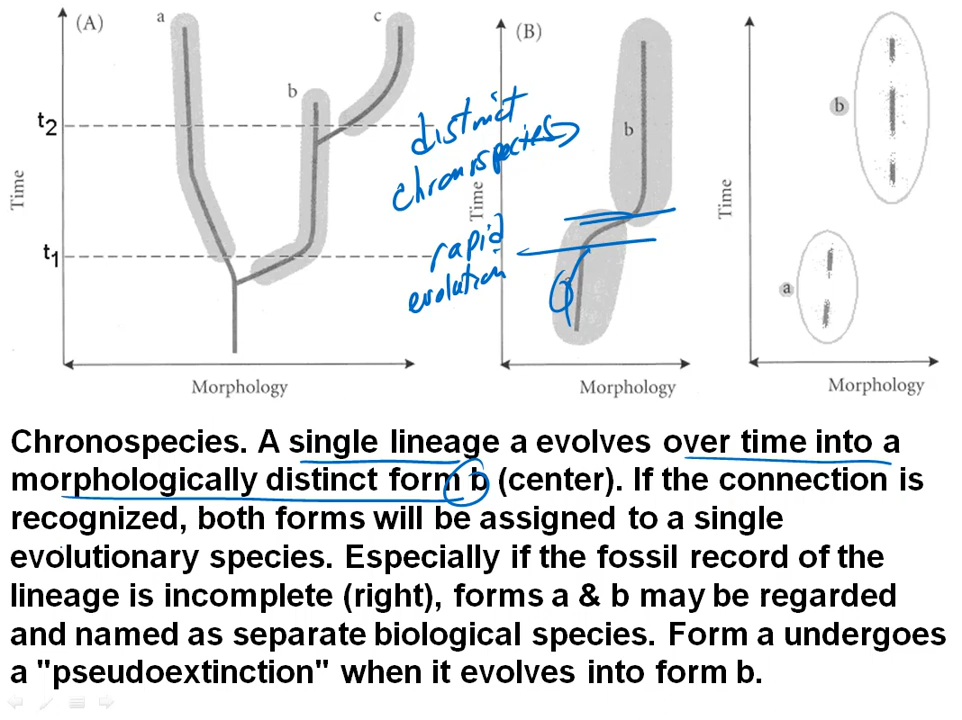 (A)
a
c
b
t2
t1
Time
Morphology
(B)
b
Time
Morphology
distinct
chronospecies
rapid
evolution
b
a
Time
Morphology
Chronospecies. A single lineage a evolves over time into a
morphologically distinct form b (center). If the connection is
recognized, both forms will be assigned to a single
evolutionary species. Especially if the fossil record of the
lineage is incomplete (right), forms a & b may be regarded
and named as separate biological species. Form a undergoes
a "pseudoextinction" when it evolves into form b.